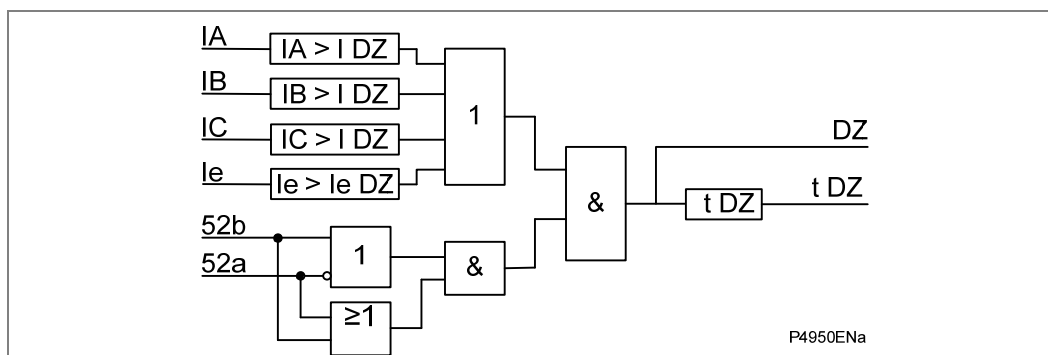 IA
IA > I DZ
IB
IB > I DZ
IC
IC > I DZ
Ie
Ie > Ie DZ
1
&
DZ
t DZ
t DZ
52b
52a
1
≥1
&
P4950ENa